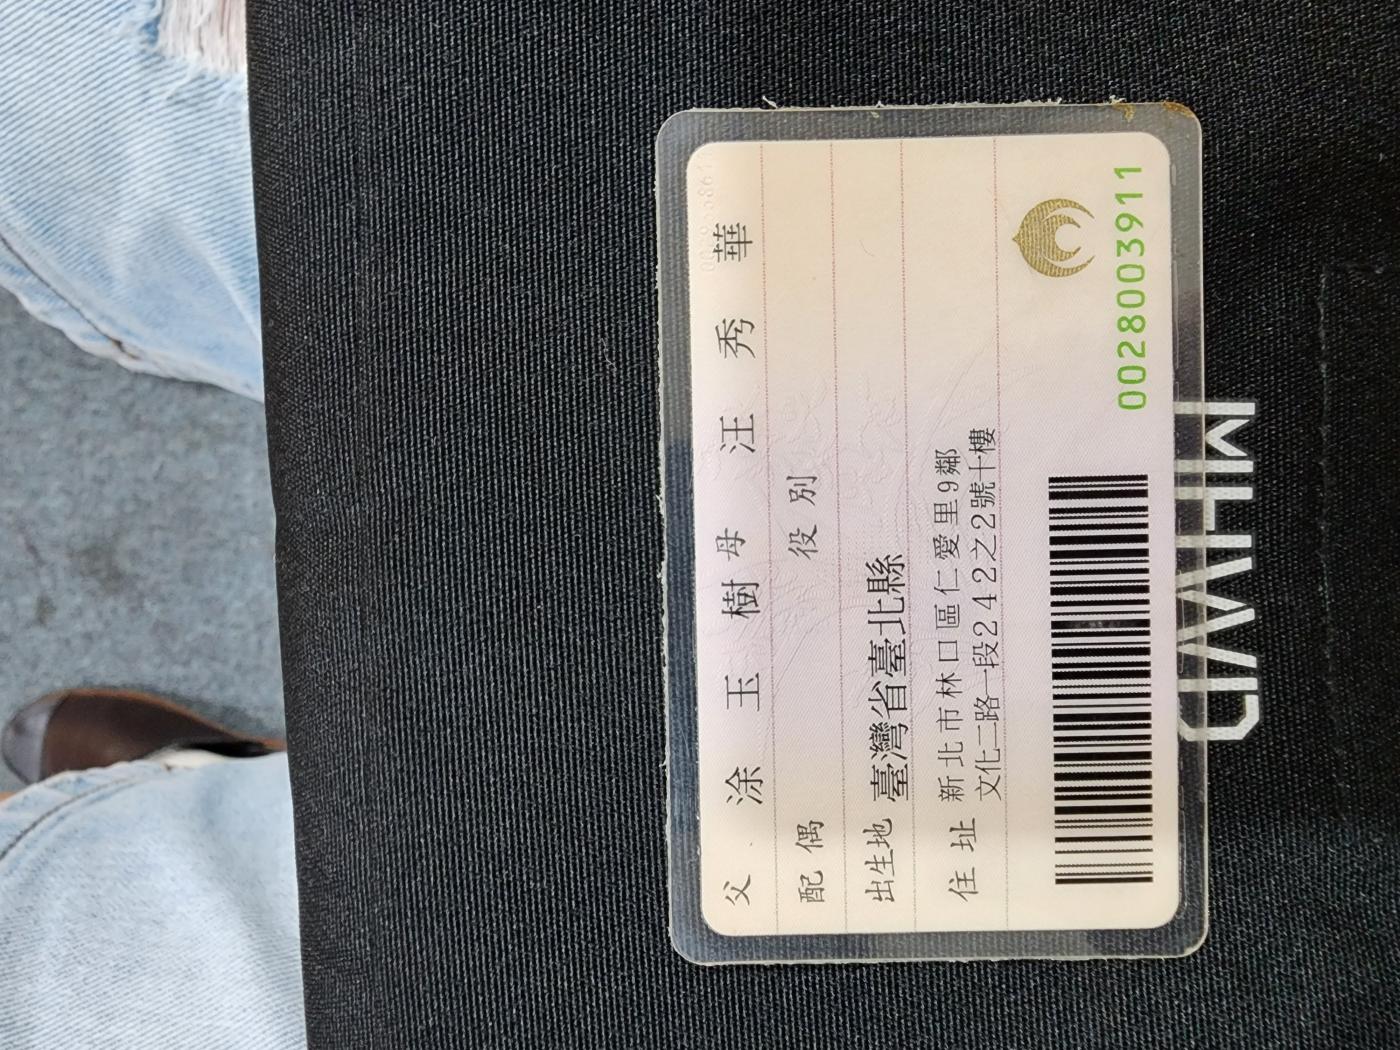 父 涂玉樹 母 汪秀華
配偶 役別
出生地 臺灣省臺北縣
住址 新北市林口區仁愛里9鄰
文化二路一段242之2號十樓
0028003911